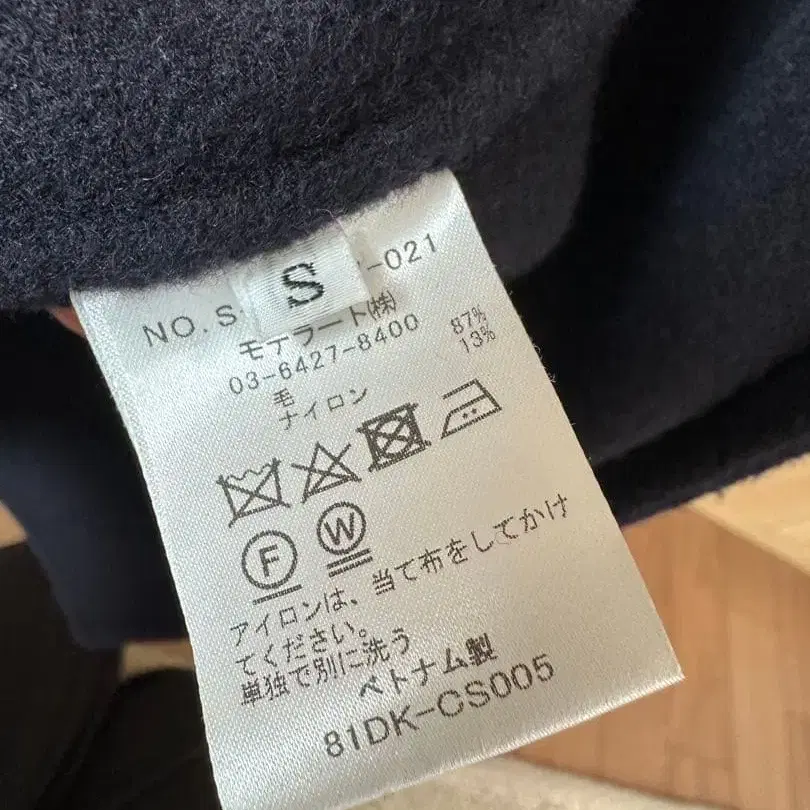 S
NO.S -021
モデラート(株)
03-6427-8400
毛 87%
ナイロン 13%
F W
アイロンは、当て布をしてかけ
てください。
単独で別に洗う
ベトナム製
81DK-CS005